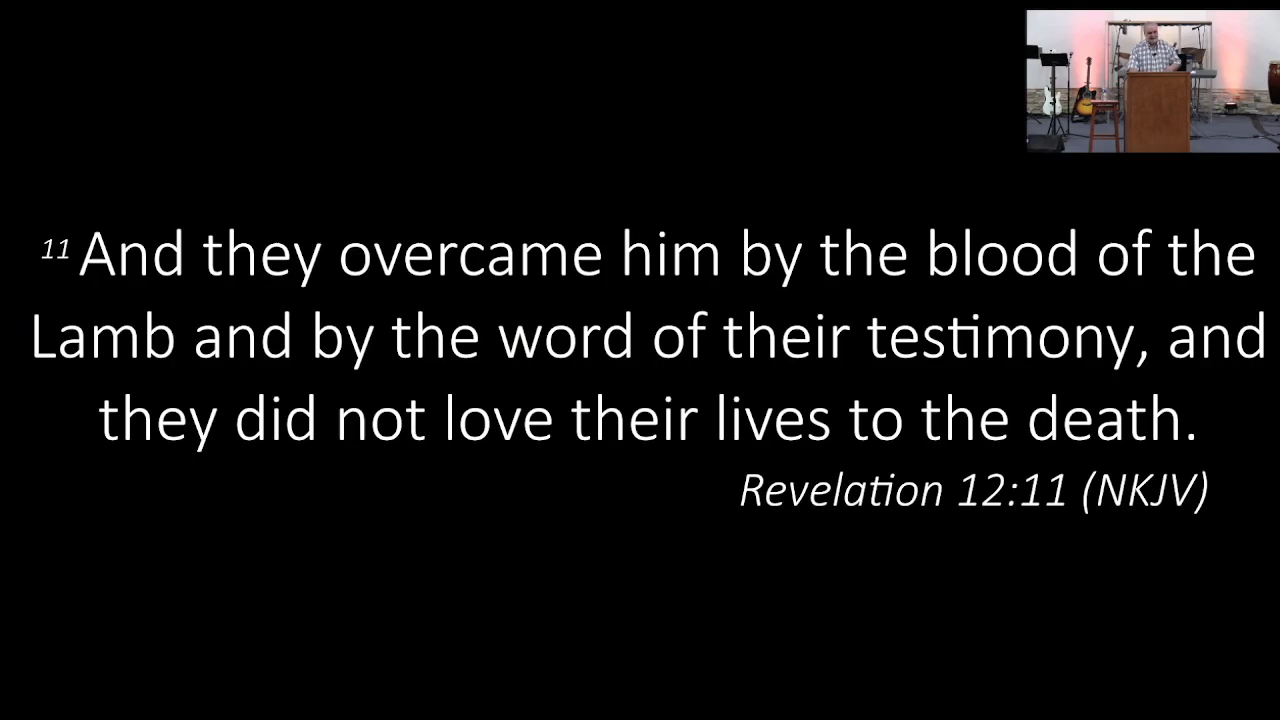 11 And they overcame him by the blood of the
Lamb and by the word of their testimony, and
they did not love their lives to the death.
Revelation 12:11 (NKJV)